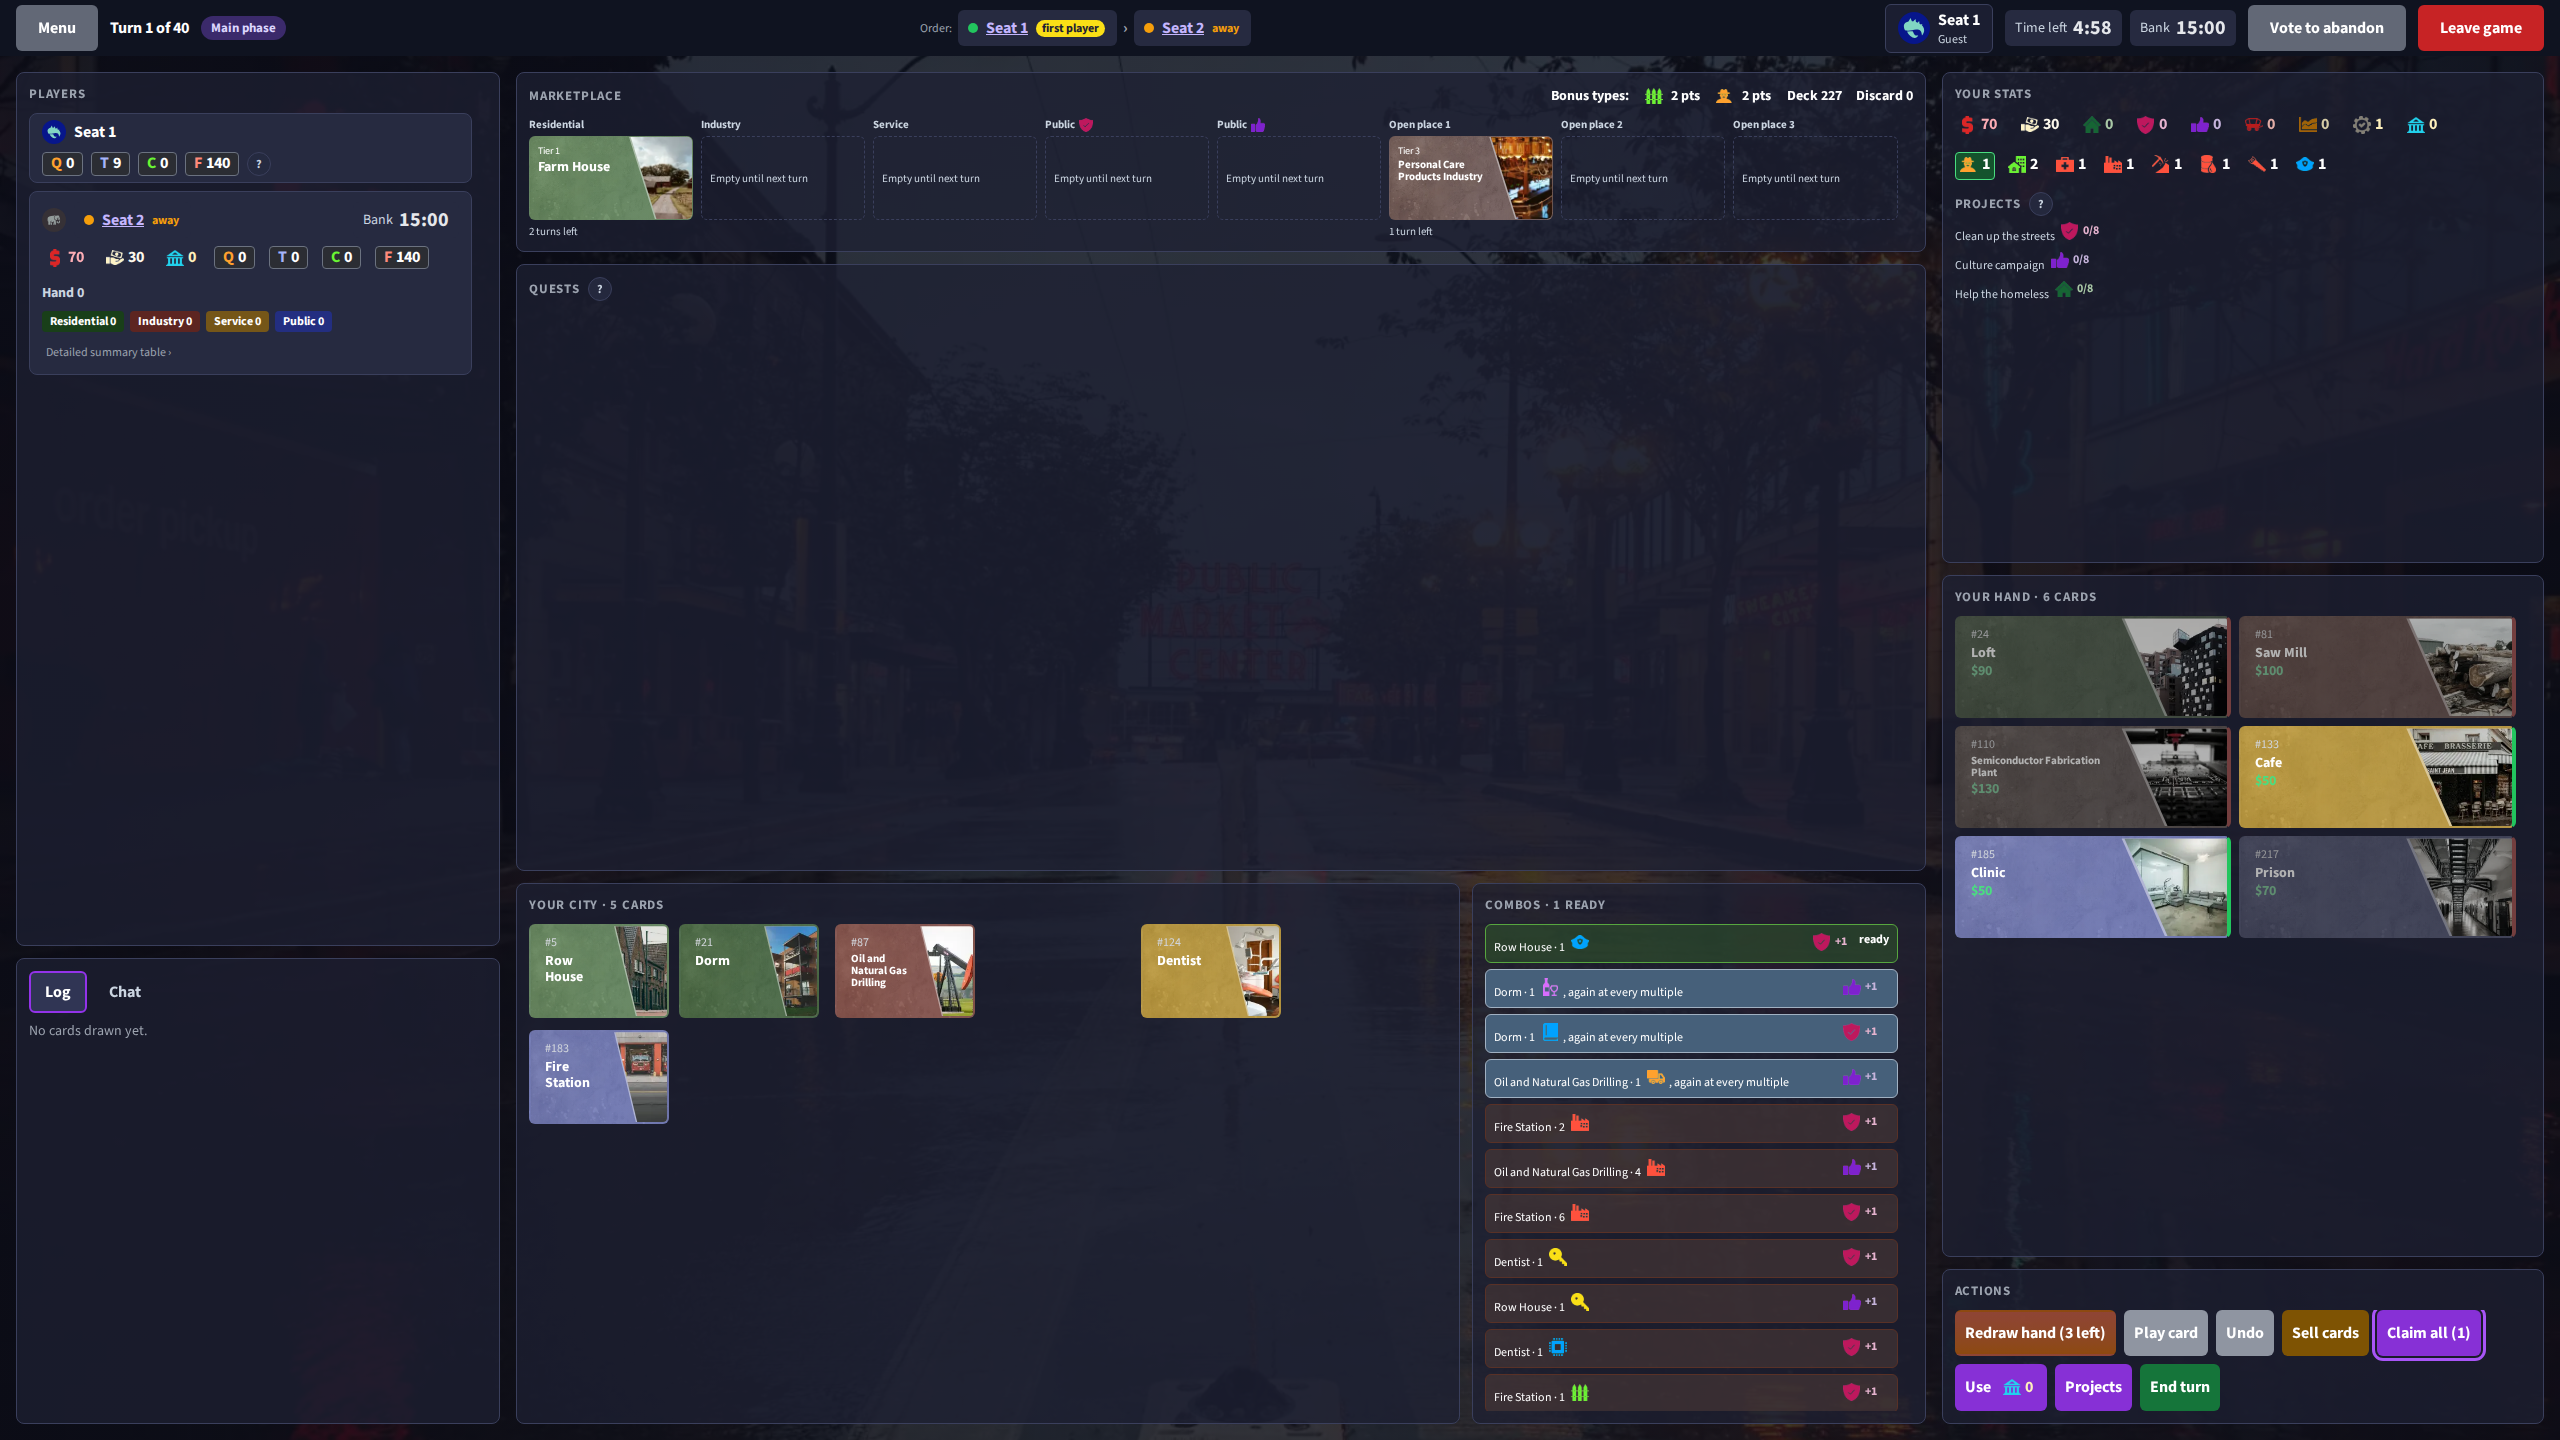 Menu
Turn 1 of 40
Main phase
Order:
Seat 1
first player
›
Seat 2
away
Seat 1
Guest
Time left 4:58
Bank 15:00
Vote to abandon
Leave game
PLAYERS
Seat 1
Q 0
T 9
C 0
F 140
?
Seat 2
away
Bank 15:00
70
30
0
Q 0
T 0
C 0
F 140
Hand 0
Residential 0
Industry 0
Service 0
Public 0
Detailed summary table ›
Log
Chat
No cards drawn yet.
MARKETPLACE
Bonus types:
2 pts
2 pts
Deck 227
Discard 0
Residential
Industry
Service
Public
Public
Open place 1
Open place 2
Open place 3
Tier 1
Farm House
2 turns left
Empty until next turn
Empty until next turn
Empty until next turn
Empty until next turn
Tier 3
Personal Care
Products Industry
1 turn left
Empty until next turn
Empty until next turn
QUESTS
?
PUBLIC
MARKET
CENTER
order pickup
YOUR CITY · 5 CARDS
#5
Row
House
#21
Dorm
#87
Oil and
Natural Gas
Drilling
#124
Dentist
#183
Fire
Station
COMBOS · 1 READY
Row House · 1
+1
ready
Dorm · 1 , again at every multiple
+1
Dorm · 1 , again at every multiple
+1
Oil and Natural Gas Drilling · 1 , again at every multiple
+1
Fire Station · 2
+1
Oil and Natural Gas Drilling · 4
+1
Fire Station · 6
+1
Dentist · 1
+1
Row House · 1
+1
Dentist · 1
+1
Fire Station · 1
+1
YOUR STATS
70
30
0
0
0
0
0
1
0
1
2
1
1
1
1
1
1
PROJECTS
?
Clean up the streets 0/8
Culture campaign 0/8
Help the homeless 0/8
YOUR HAND · 6 CARDS
#24
Loft
$90
#81
Saw Mill
$100
#110
Semiconductor Fabrication
Plant
$130
#133
Cafe
$50
BRASSERIE
#185
Clinic
$50
#217
Prison
$70
ACTIONS
Redraw hand (3 left)
Play card
Undo
Sell cards
Claim all (1)
Use 0
Projects
End turn